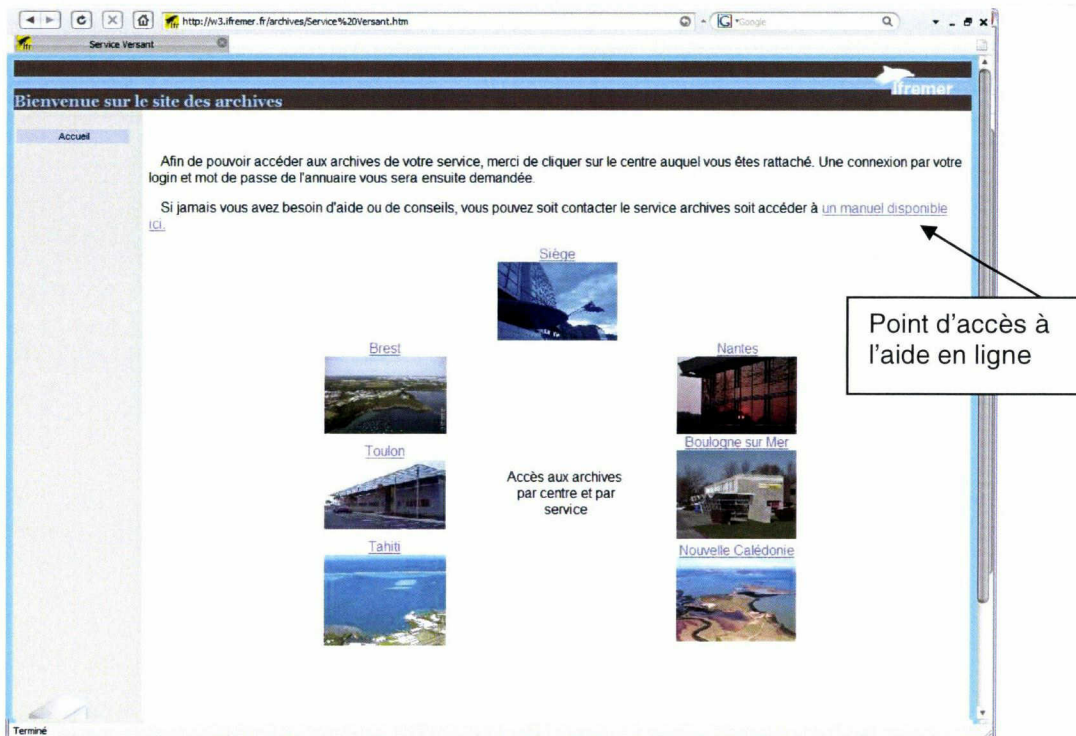 http://w3.ifremer.fr/archives/Service%20Versant.htm
Google
Service Versant
Ifremer
Bienvenue sur le site des archives
Accueil
Afin de pouvoir accéder aux archives de votre service, merci de cliquer sur le centre auquel vous êtes rattaché. Une connexion par votre
login et mot de passe de l'annuaire vous sera ensuite demandée.
Si jamais vous avez besoin d'aide ou de conseils, vous pouvez soit contacter le service archives soit accéder à un manuel disponible
ici.
Siège
Point d'accès à
l'aide en ligne
Brest
Nantes
Toulon
Boulogne sur Mer
Accès aux archives
par centre et par
service
Tahiti
Nouvelle Calédonie
Terminé